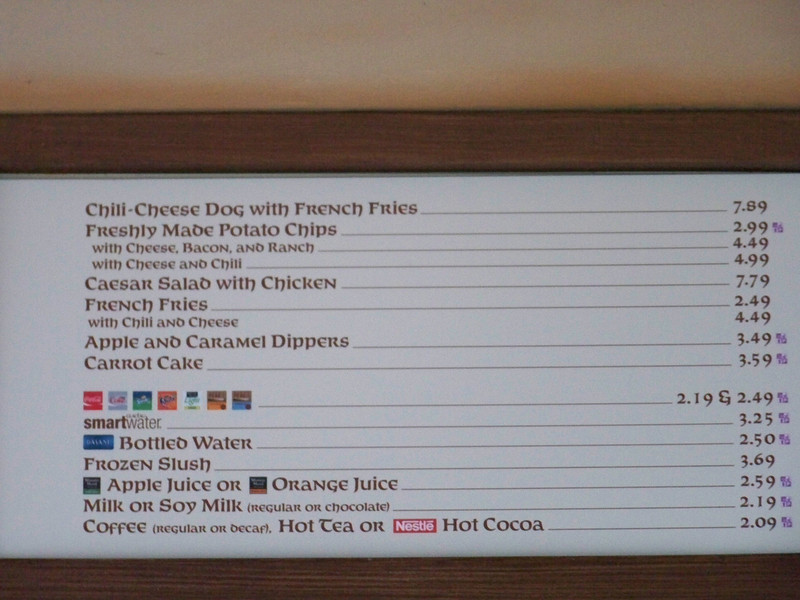 Chili-Cheese Dog with French Fries 7.89
Freshly Made Potato Chips 2.99
with Cheese, Bacon, and Ranch 4.49
with Cheese and Chili 4.99
Caesar Salad with Chicken 7.79
French Fries 2.49
with Chili and Cheese 4.49
Apple and Caramel Dippers 3.49
Carrot Cake 3.59
2.19 & 2.49
smartwater 3.25
DASANI Bottled Water 2.50
Frozen Slush 3.69
Apple Juice or Orange Juice 2.59
Milk or Soy Milk (regular or chocolate) 2.19
Coffee (regular or decaf), Hot Tea or Nestlé Hot Cocoa 2.09